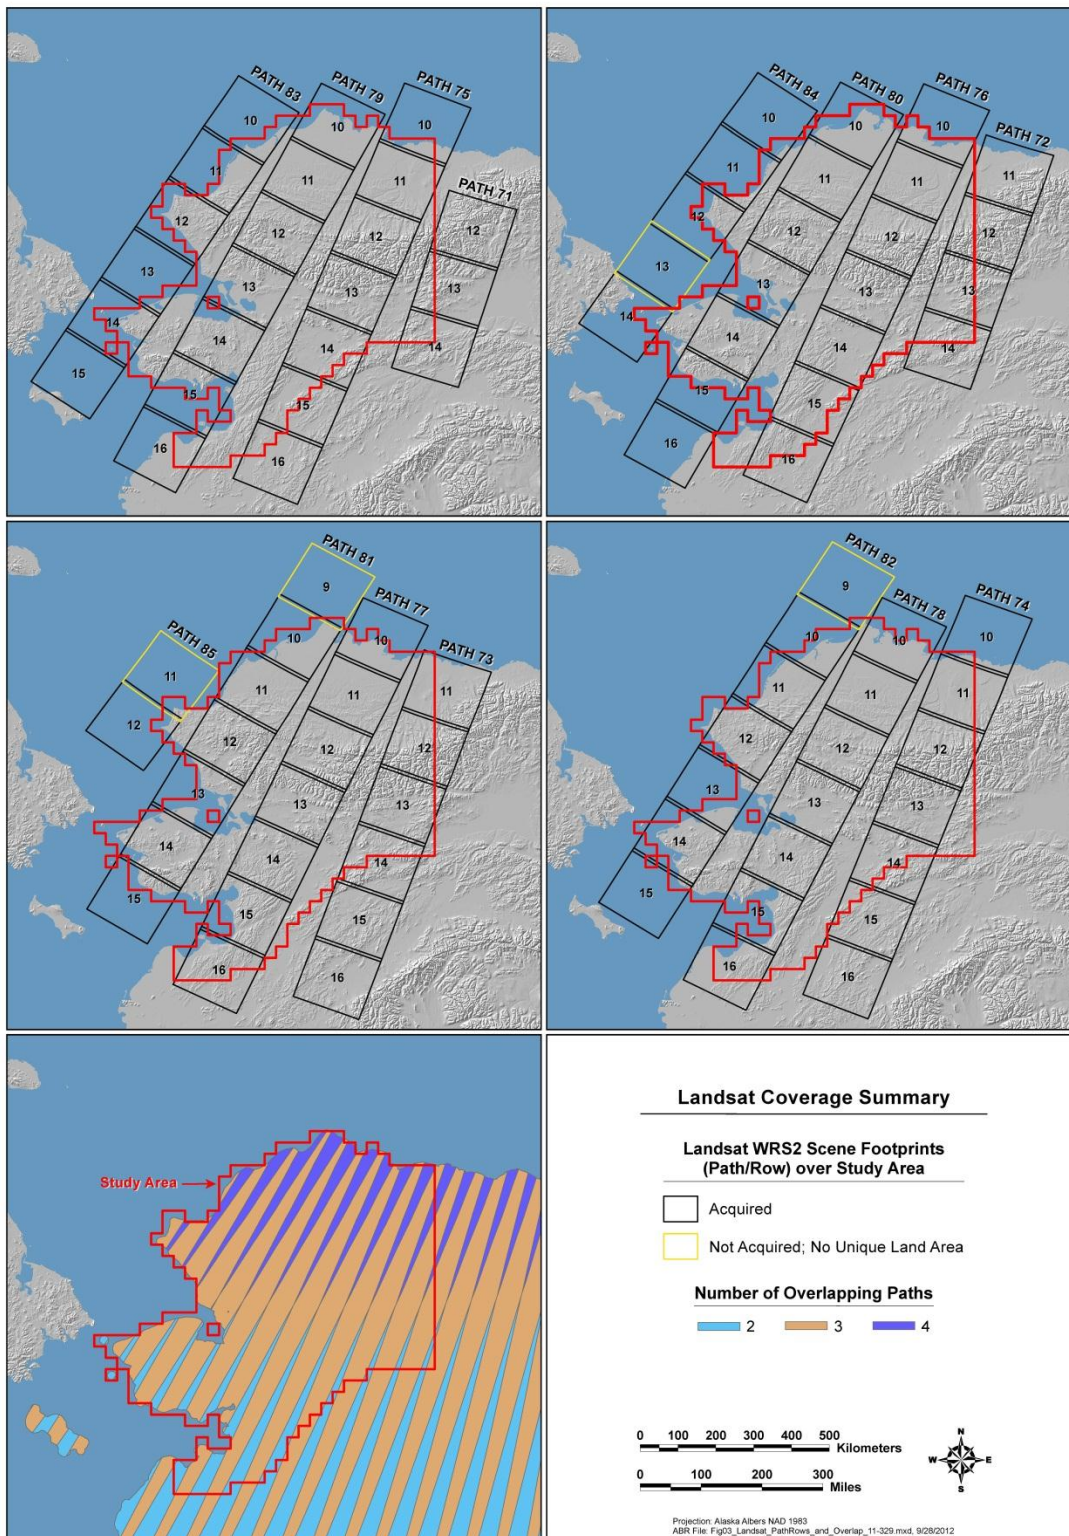 PATH 83
PATH 79
PATH 75
PATH 71
10
10
10
11
11
11
12
12
12
12
13
13
13
13
14
14
14
14
15
15
15
16
16
PATH 84
PATH 80
PATH 76
PATH 72
10
10
10
11
11
11
11
12
12
12
12
13
13
13
13
14
14
14
14
15
15
16
16
PATH 81
PATH 77
PATH 85
PATH 73
9
10
10
11
11
11
11
12
12
12
12
13
13
13
14
14
14
15
15
15
16
16
PATH 82
PATH 78
PATH 74
9
10
10
10
11
11
11
12
12
12
13
13
13
14
14
14
15
15
15
16
16
Study Area
Landsat Coverage Summary
Landsat WRS2 Scene Footprints
(Path/Row) over Study Area
Acquired
Not Acquired; No Unique Land Area
Number of Overlapping Paths
2 3 4
0 100 200 300 400 500
Kilometers
0 100 200 300
Miles
N
W E
S
Projection: Alaska Albers NAD 1983
ABR File: Fig03_Landsat_PathRows_and_Overlap_11-329.mxd, 9/28/2012